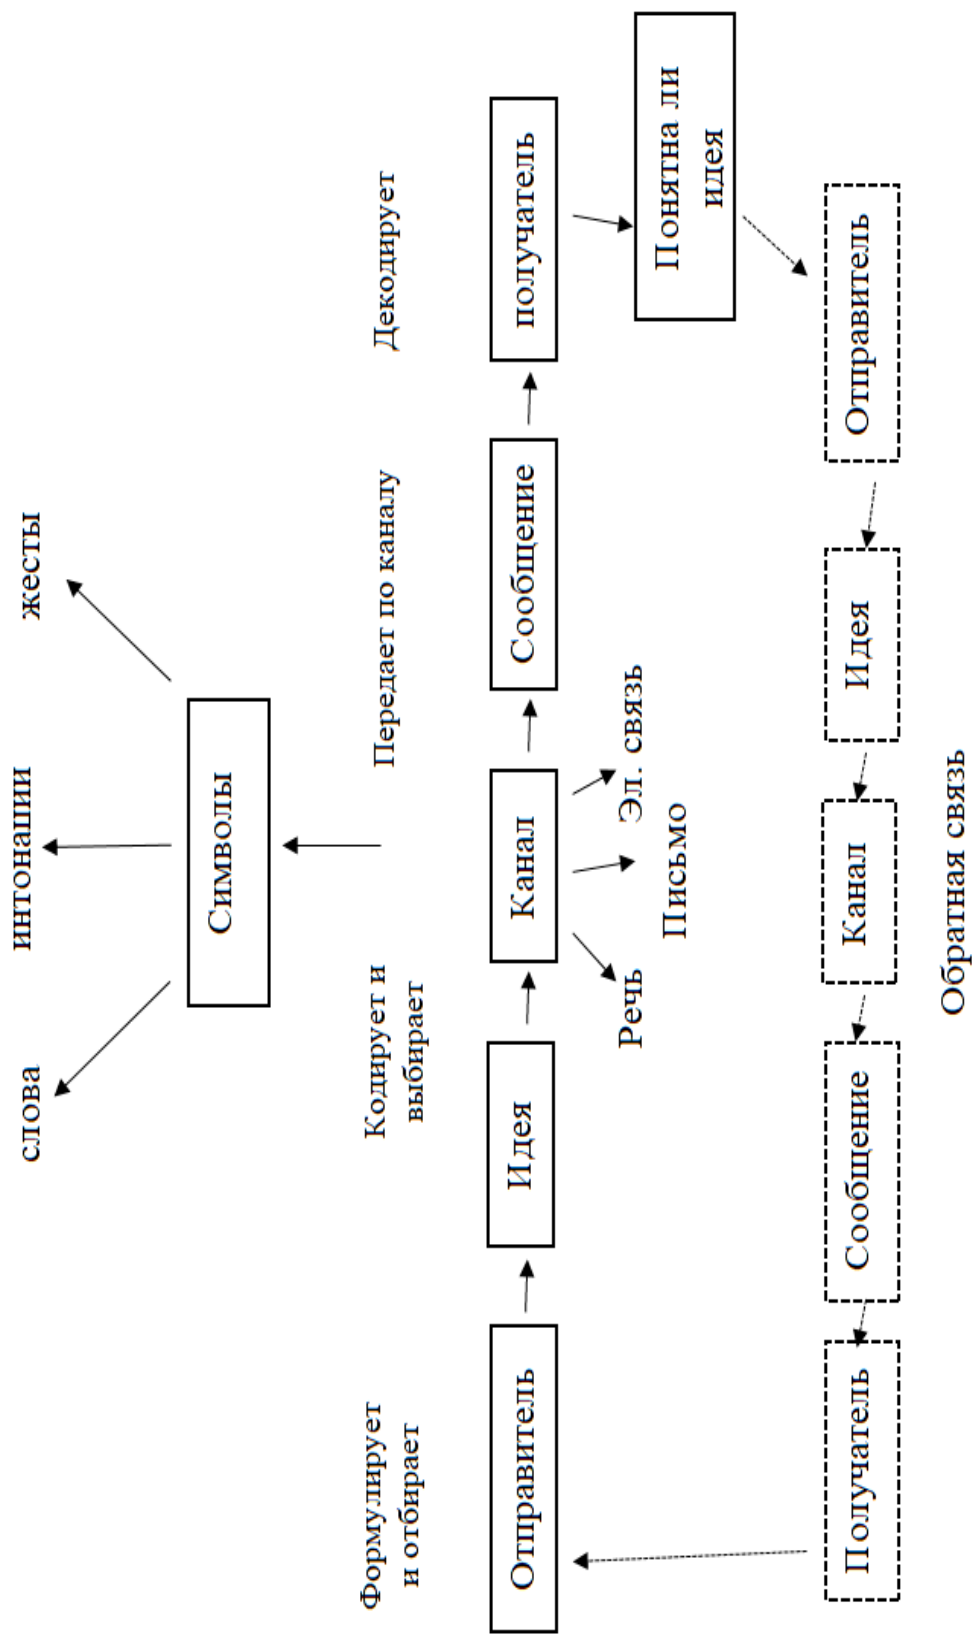 слова
интонации
жесты
Символы
Формулирует
и отбирает
Кодирует и
выбирает
Передает по каналу
Декодирует
Отправитель
Идея
Канал
Сообщение
получатель
Речь
Письмо
Эл. связь
Понятна ли
идея
Получатель
Сообщение
Канал
Идея
Отправитель
Обратная связь